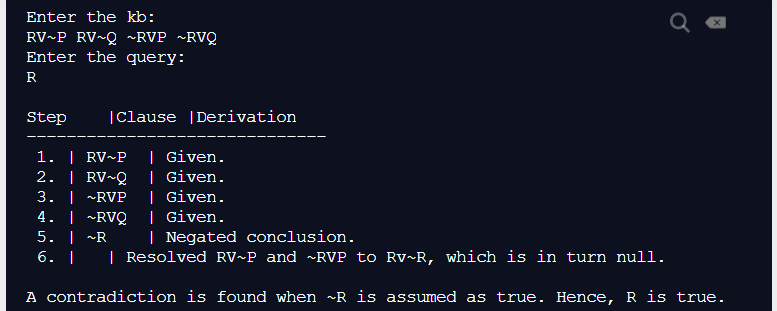 Enter the kb:
RV~P RV~Q ~RVP ~RVQ
Enter the query:
R
Step    |Clause |Derivation
------------------------------
1. | RV~P  | Given.
2. | RV~Q  | Given.
3. | ~RVP  | Given.
4. | ~RVQ  | Given.
5. | ~R    | Negated conclusion.
6. |   | Resolved RV~P and ~RVP to Rv~R, which is in turn null.
A contradiction is found when ~R is assumed as true. Hence, R is true.